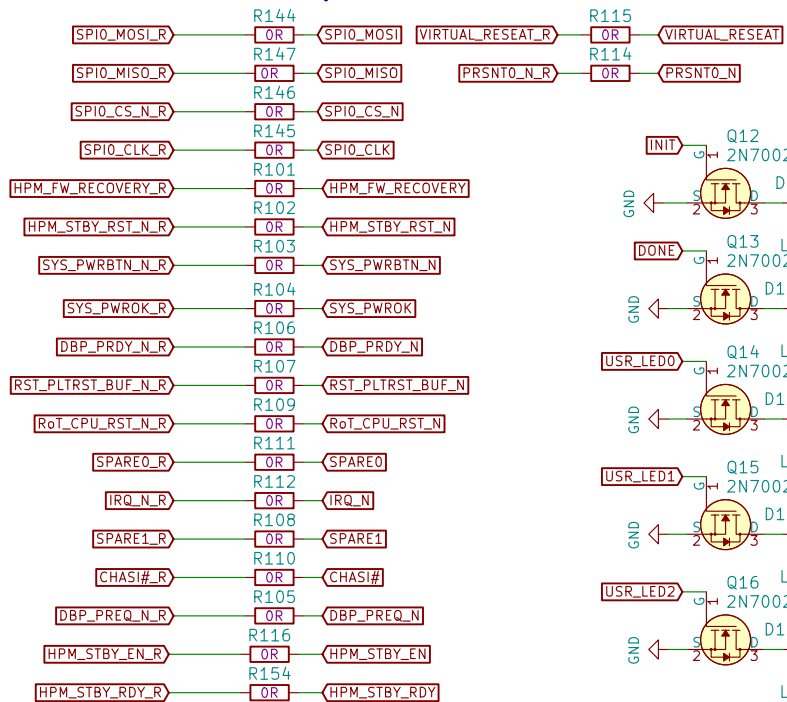 R144
SPI0_MOSI_R 0R SPI0_MOSI
R147
SPI0_MISO_R 0R SPI0_MISO
R146
SPI0_CS_N_R 0R SPI0_CS_N
R145
SPI0_CLK_R 0R SPI0_CLK
R101
HPM_FW_RECOVERY_R 0R HPM_FW_RECOVERY
R102
HPM_STBY_RST_N_R 0R HPM_STBY_RST_N
R103
SYS_PWRBTN_N_R 0R SYS_PWRBTN_N
R104
SYS_PWROK_R 0R SYS_PWROK
R106
DBP_PRDY_N_R 0R DBP_PRDY_N
R107
RST_PLTRST_BUF_N_R 0R RST_PLTRST_BUF_N
R109
RoT_CPU_RST_N_R 0R RoT_CPU_RST_N
R111
SPARE0_R 0R SPARE0
R112
IRQ_N_R 0R IRQ_N
R108
SPARE1_R 0R SPARE1
R110
CHASI#_R 0R CHASI#
R105
DBP_PREQ_N_R 0R DBP_PREQ_N
R116
HPM_STBY_EN_R 0R HPM_STBY_EN
R154
HPM_STBY_RDY_R 0R HPM_STBY_RDY
R115
VIRTUAL_RESEAT_R 0R VIRTUAL_RESEAT
R114
PRSNT0_N_R 0R PRSNT0_N
INIT
Q12
2N7002
G 1
D
GND
S 2
D 3
DONE
Q13
2N7002
G 1
L
D1
GND
S 2
D 3
USR_LED0
Q14
2N7002
G 1
L
D1
GND
S 2
D 3
USR_LED1
Q15
2N7002
G 1
L
D1
GND
S 2
D 3
USR_LED2
Q16
2N7002
G 1
L
D1
GND
S 2
D 3
L